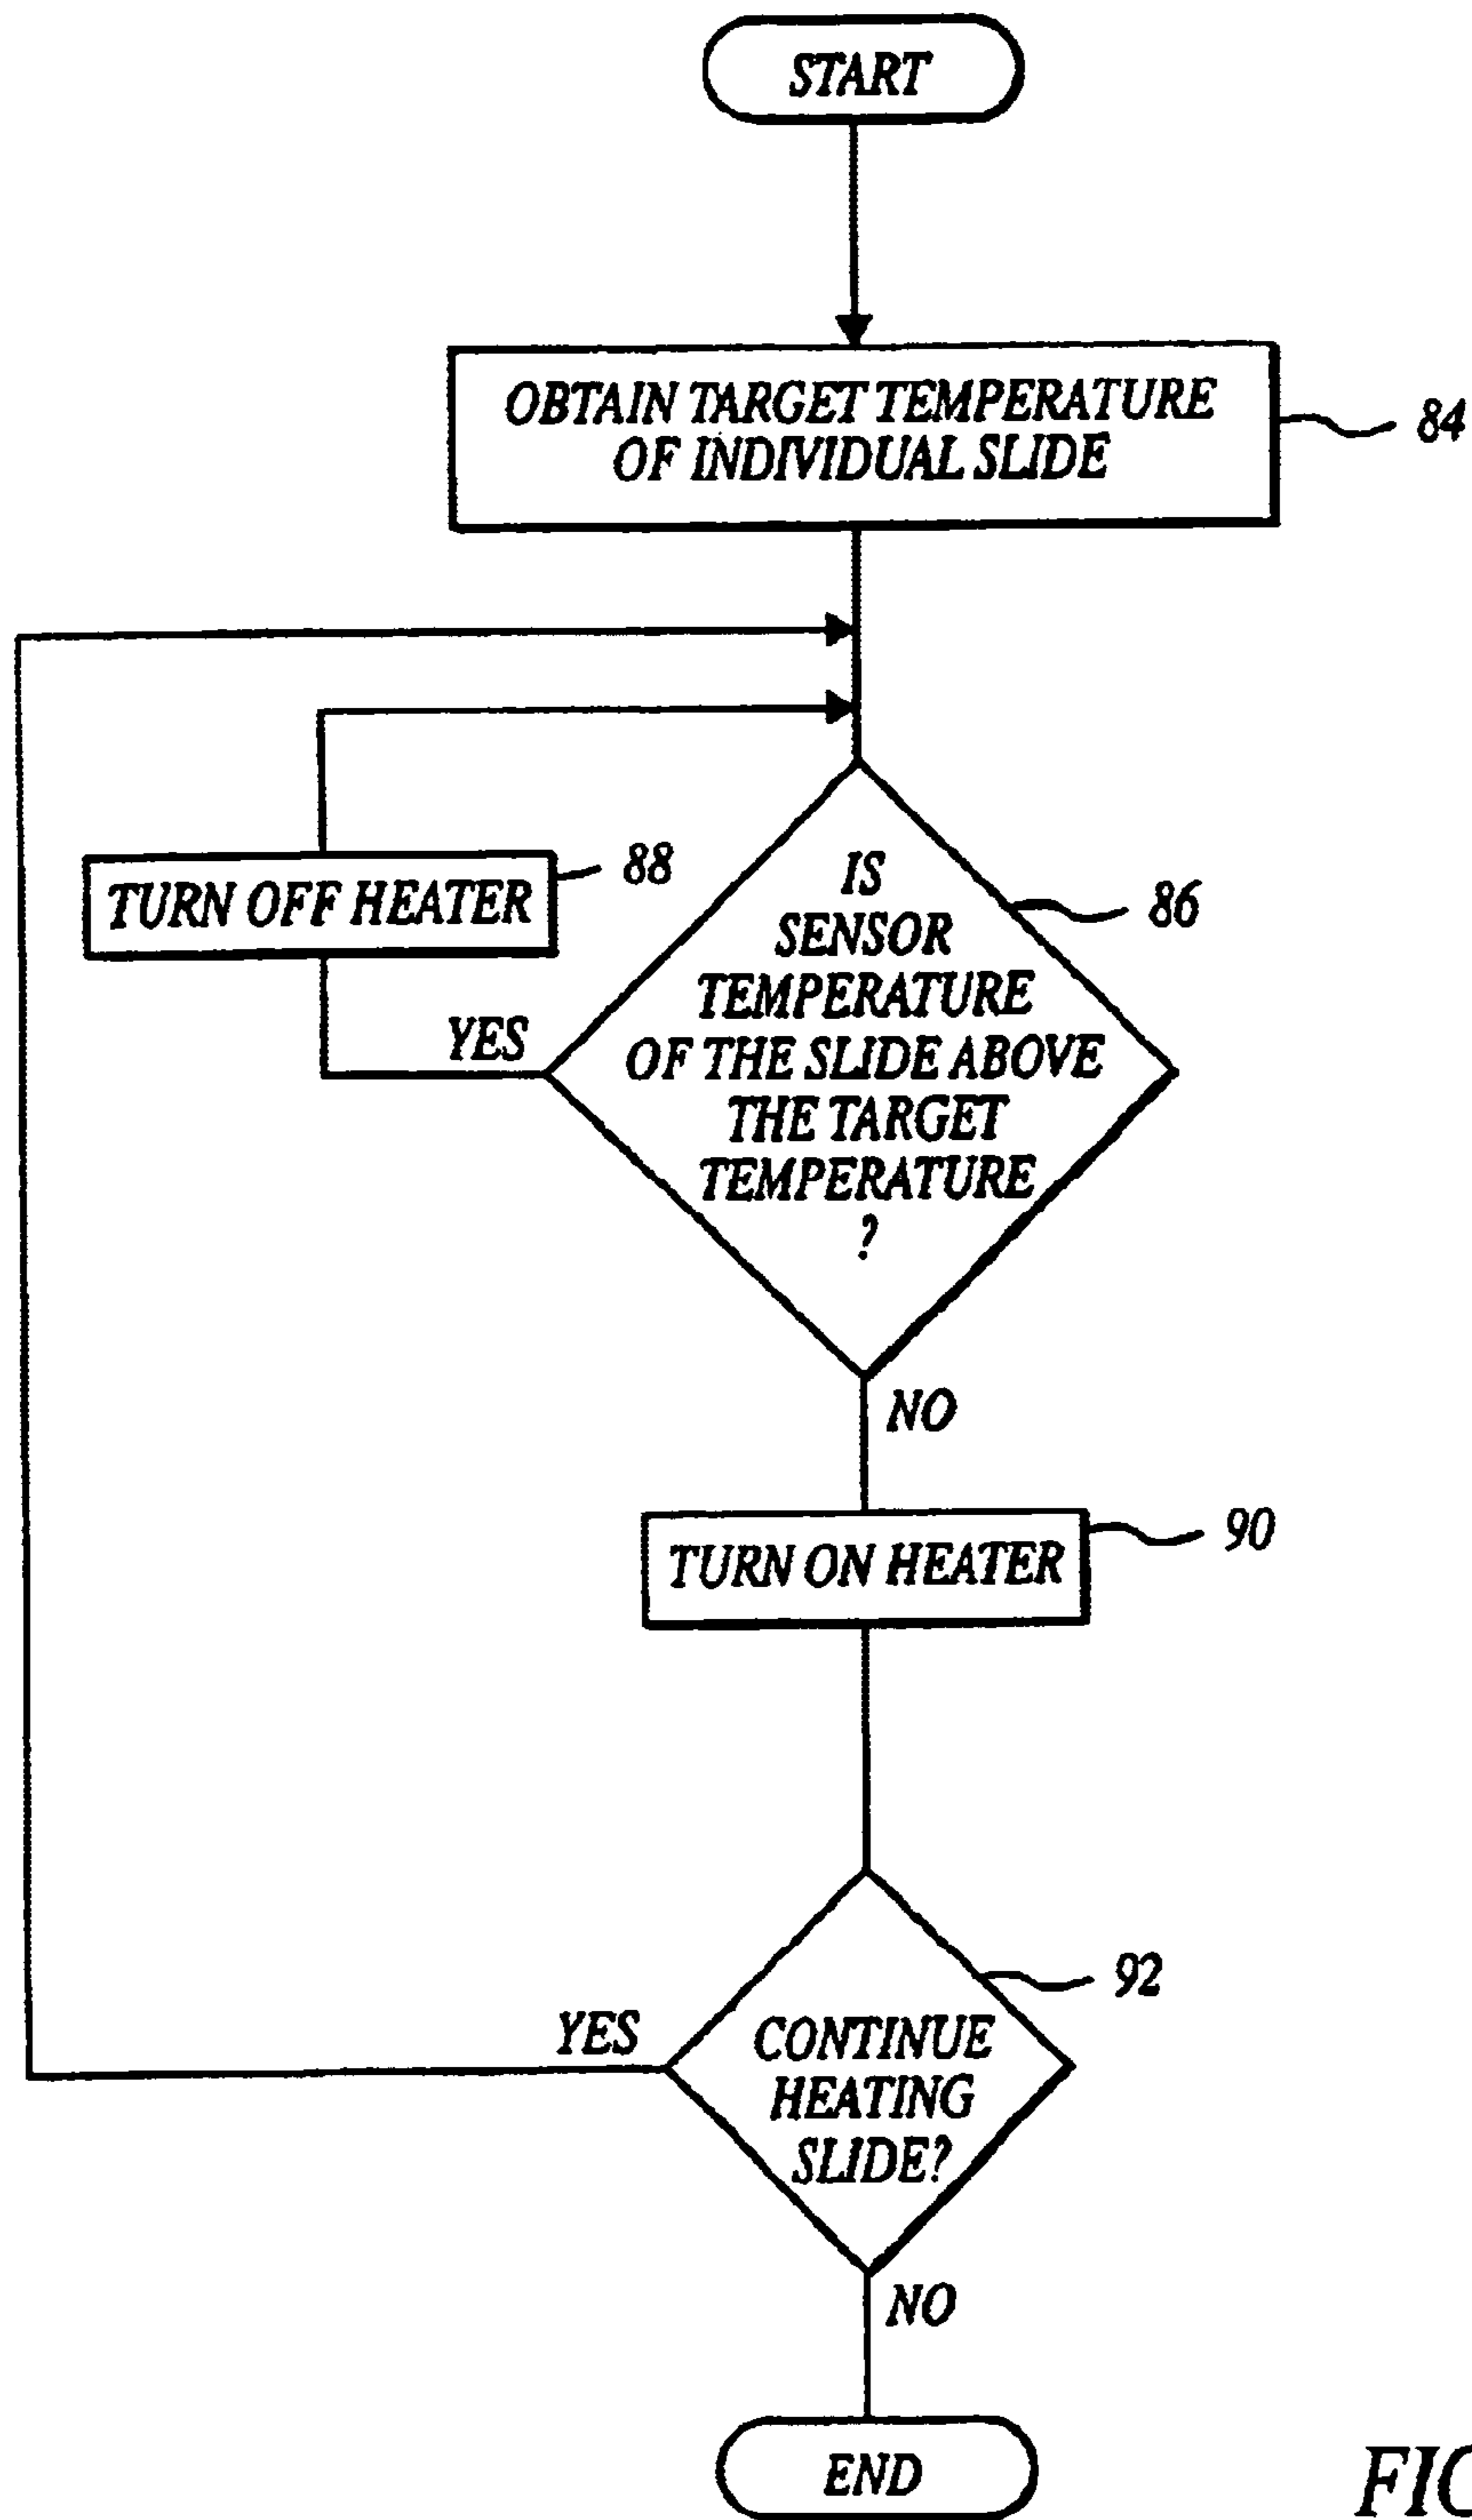 START
OBTAIN TARGET TEMPERATURE
OF INDIVIDUAL SLIDE
84
TURN OFF HEATER
88
IS
SENSOR
TEMPERATURE
OF THE SLIDE ABOVE
THE TARGET
TEMPERATURE
?
86
YES
NO
TURN ON HEATER
90
CONTINUE
HEATING
SLIDE?
92
YES
NO
END